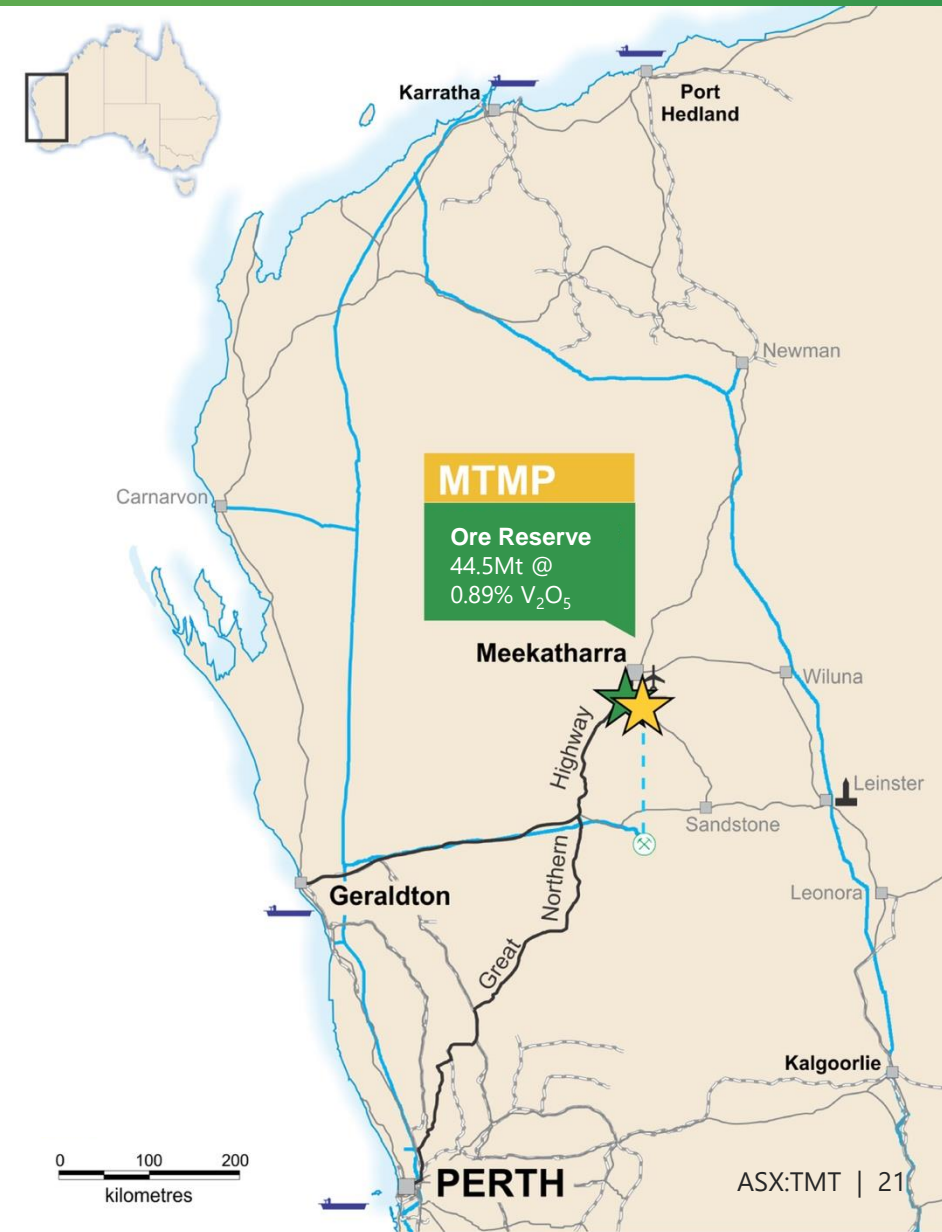 Karratha
Port
Hedland
Newman
MTMP
Ore Reserve
44.5Mt @
0.89% V₂O₅
Carnarvon
Meekatharra
Wiluna
Highway
Leinster
Sandstone
Northern
Geraldton
Leonora
Great
Kalgoorlie
0 100 200
kilometres
PERTH
ASX:TMT | 21